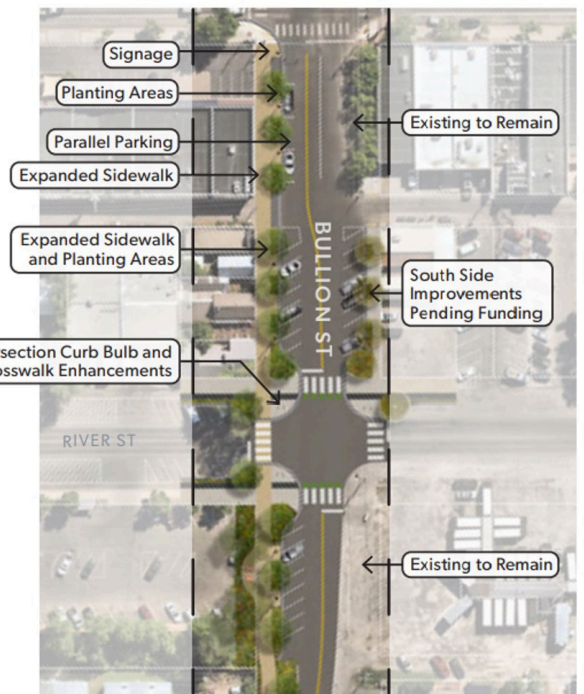 Signage
Planting Areas
Existing to Remain
Parallel Parking
Expanded Sidewalk
BULLION ST
Expanded Sidewalk
and Planting Areas
South Side
Improvements
Pending Funding
Curb Bulb and
Enhancements
RIVER ST
Existing to Remain